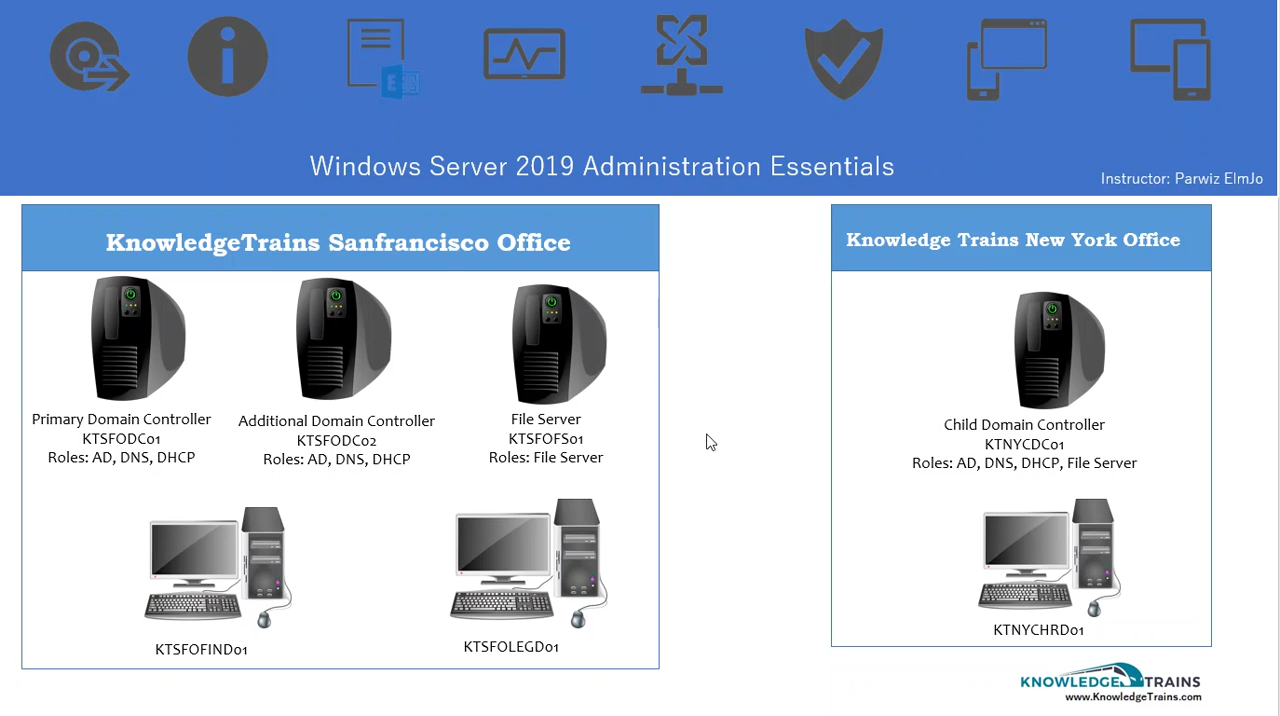 Windows Server 2019 Administration Essentials
Instructor: Parwiz ElmJo
KnowledgeTrains Sanfrancisco Office
Primary Domain Controller
KTSFODC01
Roles: AD, DNS, DHCP
Additional Domain Controller
KTSFODC02
Roles: AD, DNS, DHCP
File Server
KTSFOFS01
Roles: File Server
KTSFOFIND01
KTSFOLEGD01
Knowledge Trains New York Office
Child Domain Controller
KTNYCDC01
Roles: AD, DNS, DHCP, File Server
KTNYCHRD01
KNOWLEDGE TRAINS
www.KnowledgeTrains.com